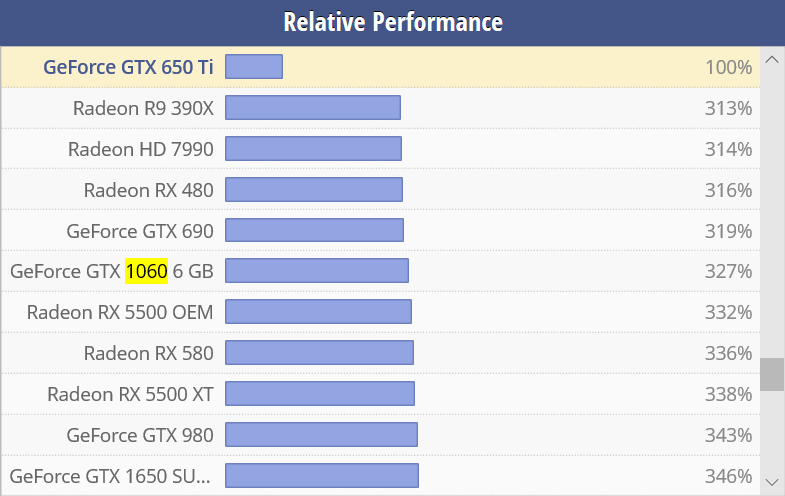 Relative Performance
GeForce GTX 650 Ti 100%
Radeon R9 390X 313%
Radeon HD 7990 314%
Radeon RX 480 316%
GeForce GTX 690 319%
GeForce GTX 1060 6 GB 327%
Radeon RX 5500 OEM 332%
Radeon RX 580 336%
Radeon RX 5500 XT 338%
GeForce GTX 980 343%
GeForce GTX 1650 SU... 346%